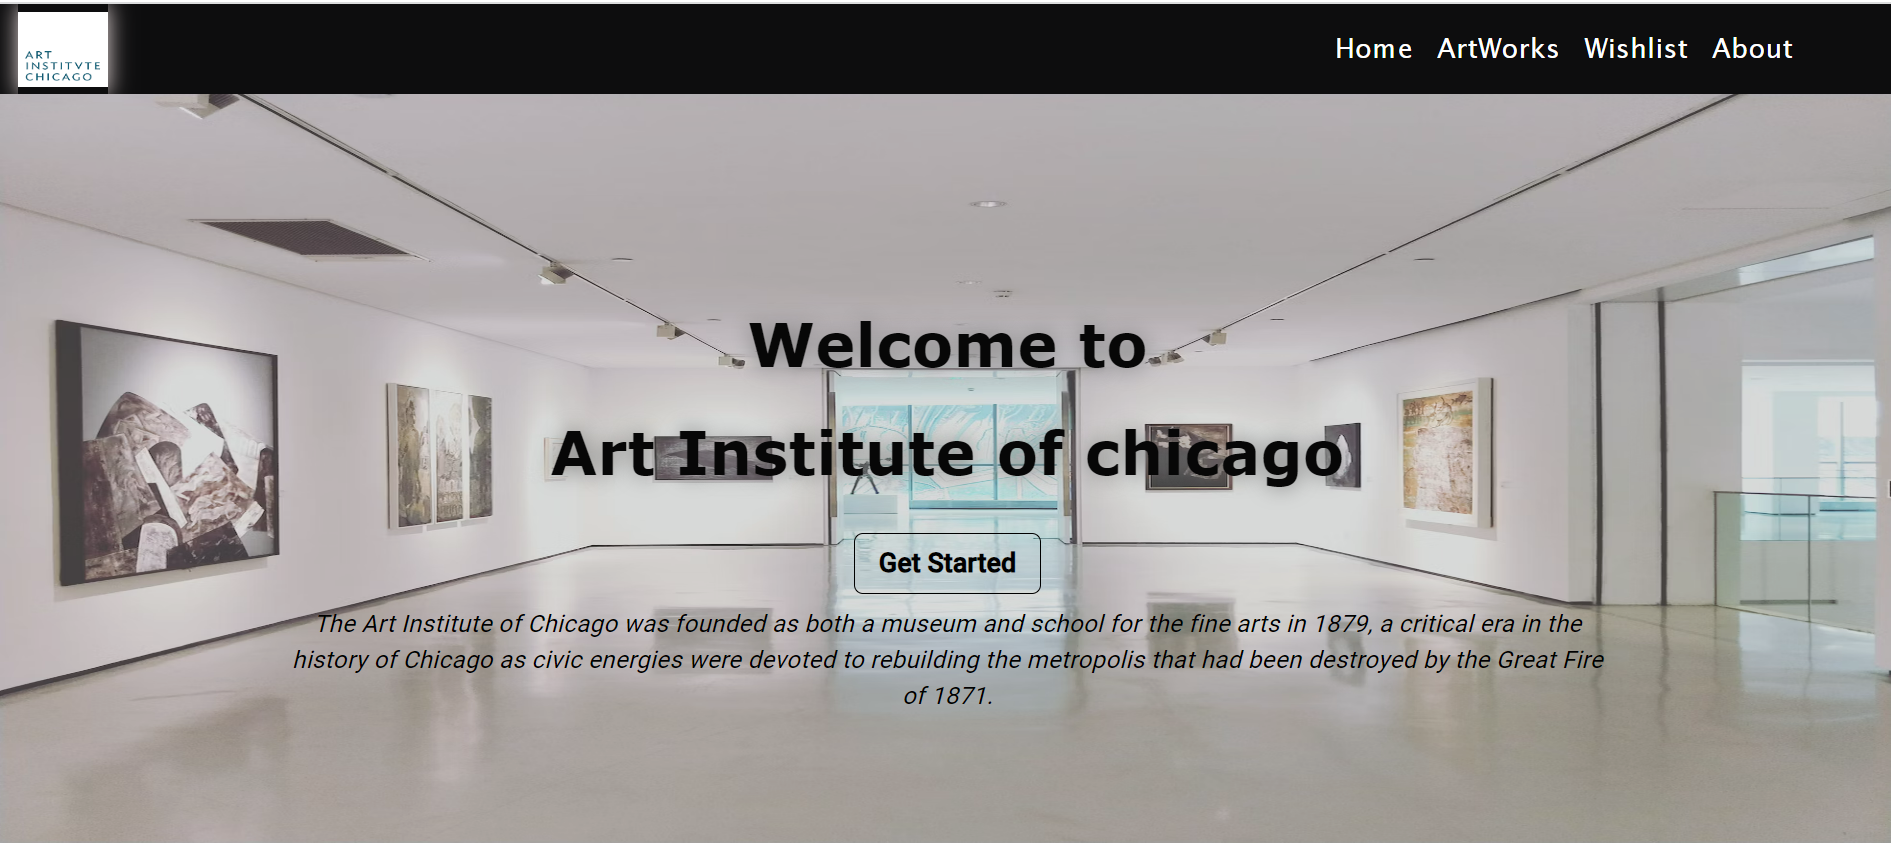 ART
INSTITVTE
CHICAGO
Home ArtWorks Wishlist About
Welcome to
Art Institute of chicago
Get Started
The Art Institute of Chicago was founded as both a museum and school for the fine arts in 1879, a critical era in the
history of Chicago as civic energies were devoted to rebuilding the metropolis that had been destroyed by the Great Fire
of 1871.